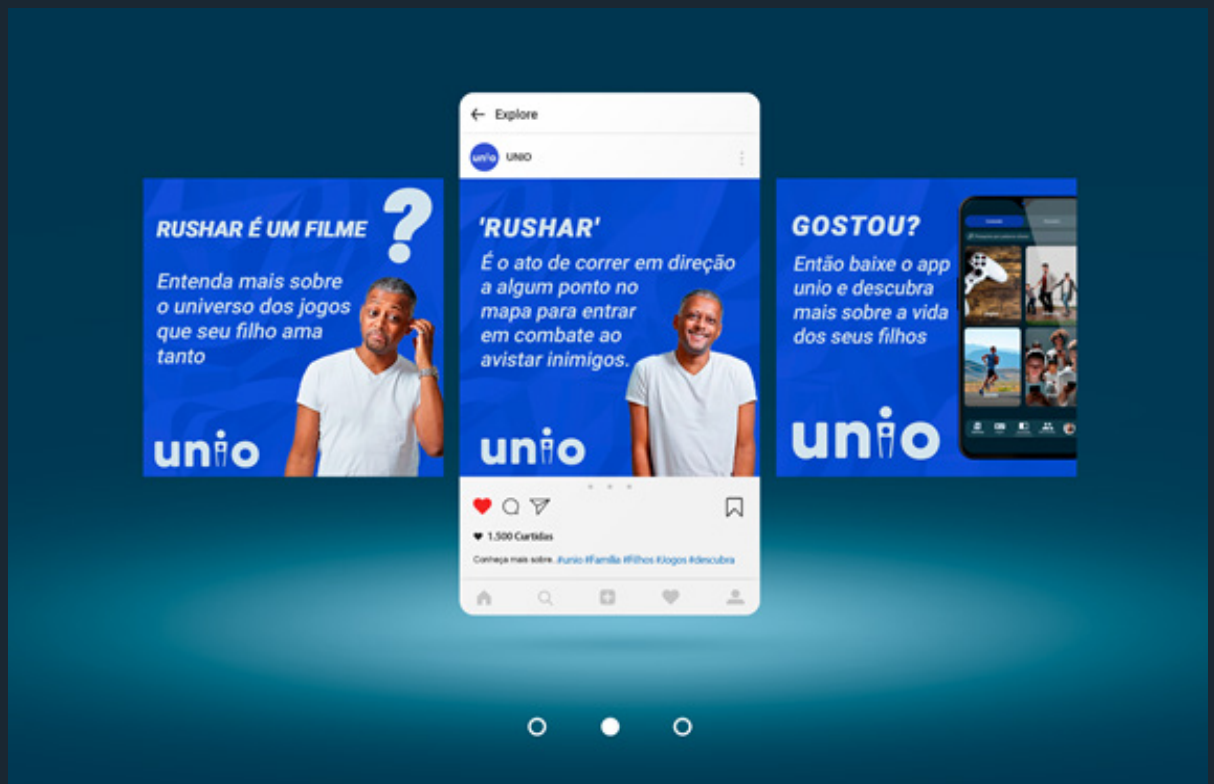 Explore
unio
UNIO
RUSHAR É UM FILME
?
Entenda mais sobre
o universo dos jogos
que seu filho ama
tanto
unio
'RUSHAR'
É o ato de correr em direção
a algum ponto no
mapa para entrar
em combate ao
avistar inimigos.
unio
GOSTOU?
Então baixe o app
unio e descubra
mais sobre a vida
dos seus filhos
unio
1.500 Curtidas
Conheça mais sobre. #unio #Família #Filhos #Jogos #descubra